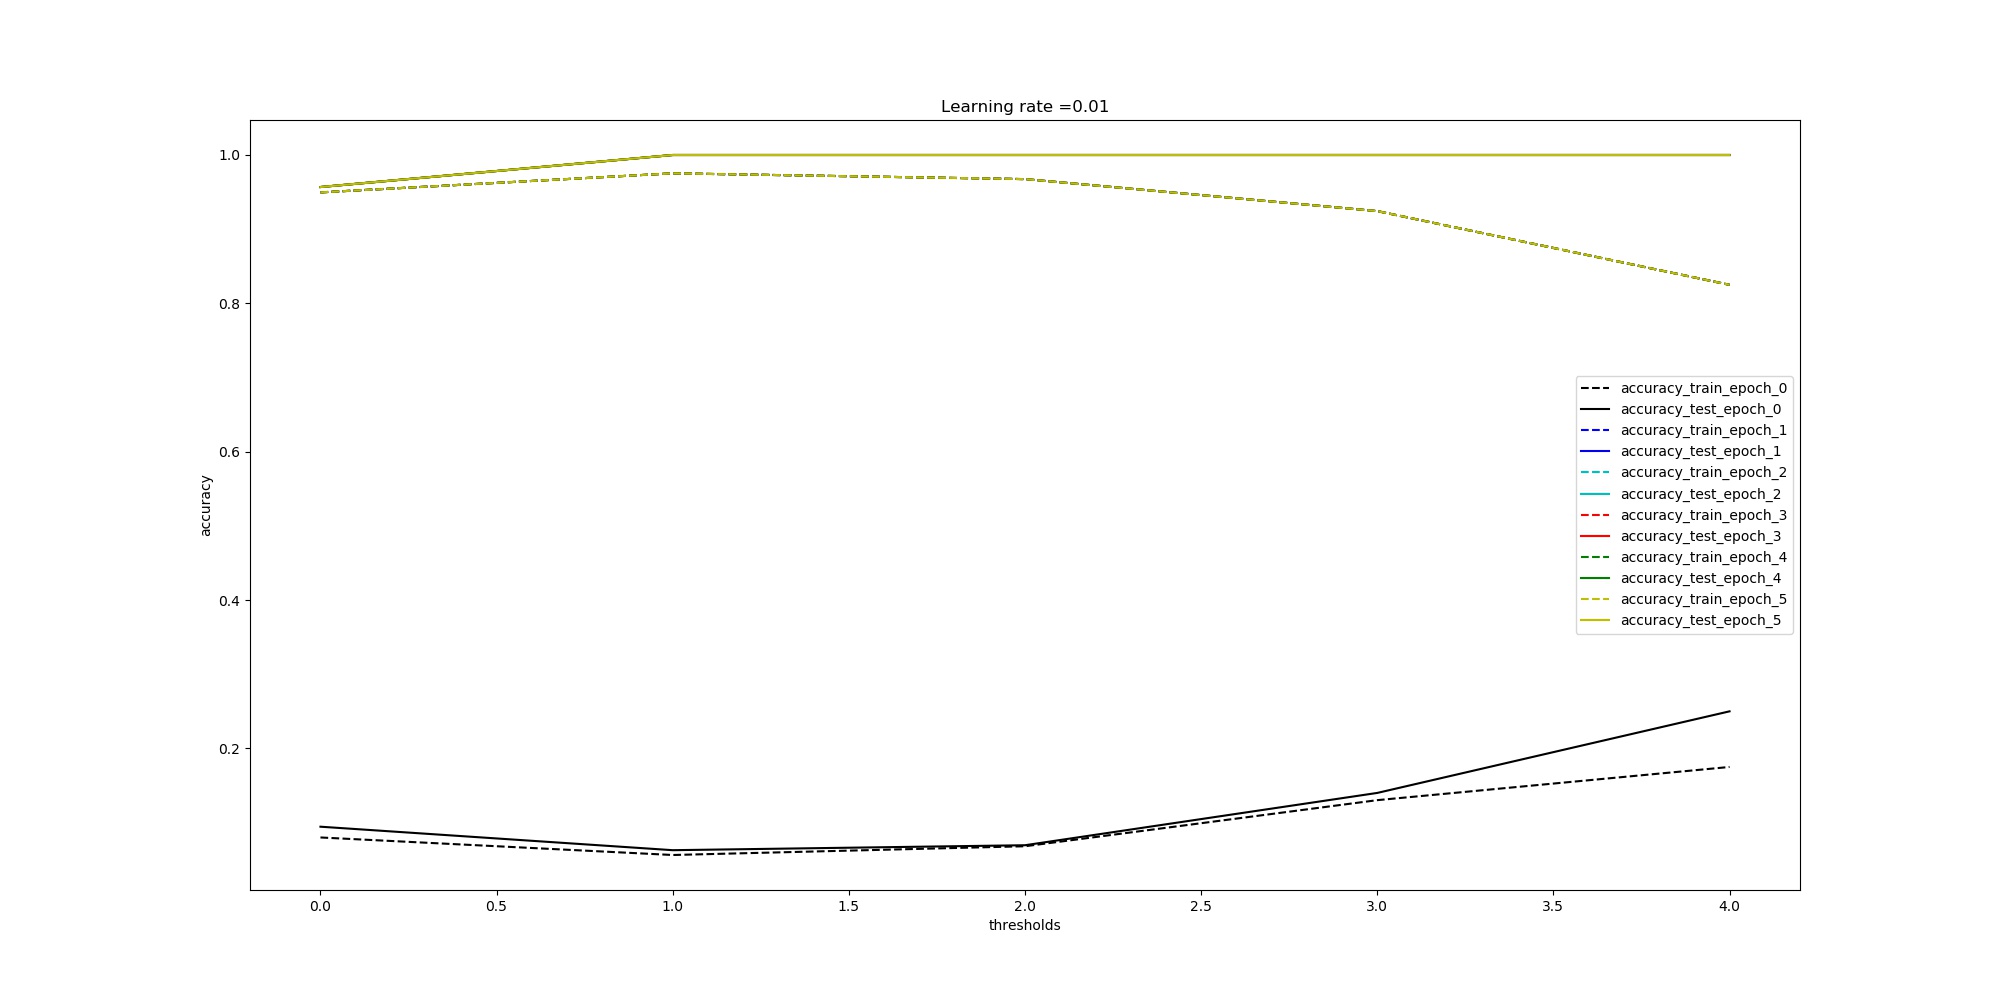 Learning rate =0.01
1.0
0.8
0.6
0.4
0.2
accuracy
accuracy_train_epoch_0
accuracy_test_epoch_0
accuracy_train_epoch_1
accuracy_test_epoch_1
accuracy_train_epoch_2
accuracy_test_epoch_2
accuracy_train_epoch_3
accuracy_test_epoch_3
accuracy_train_epoch_4
accuracy_test_epoch_4
accuracy_train_epoch_5
accuracy_test_epoch_5
0.0 0.5 1.0 1.5 2.0 2.5 3.0 3.5 4.0
thresholds